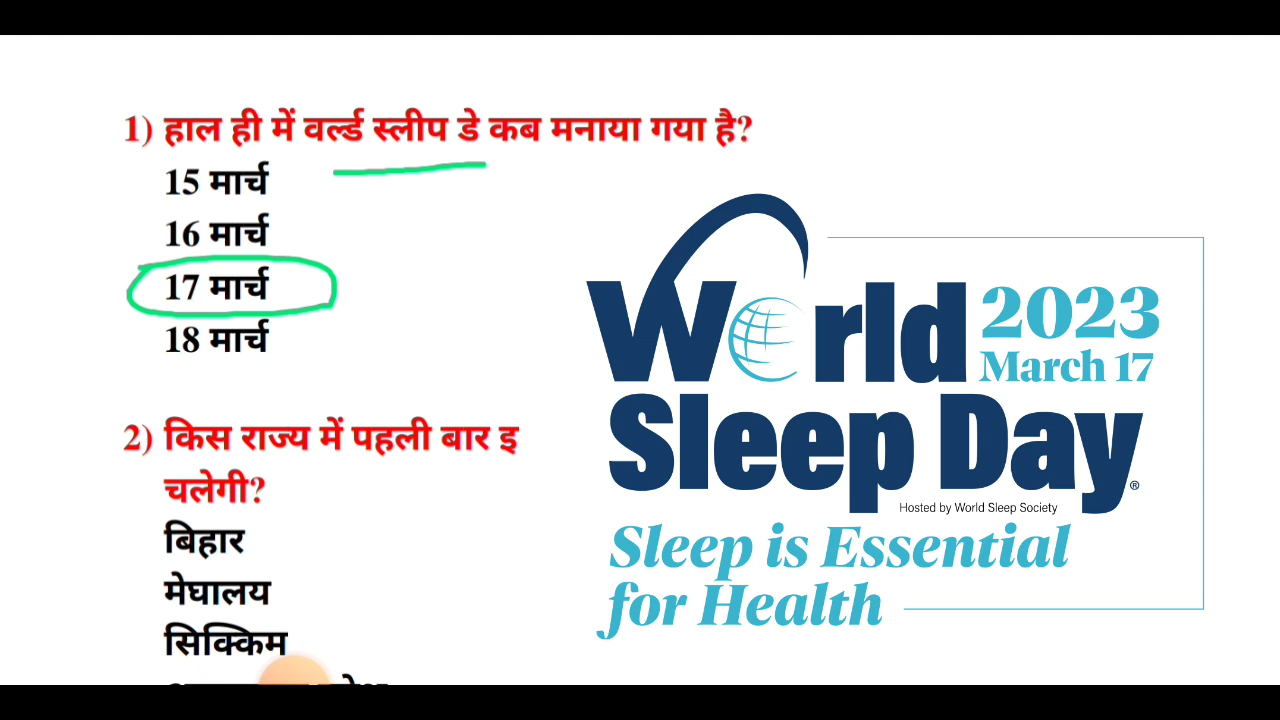 1) हाल ही में वर्ल्ड स्लीप डे कब मनाया गया है?
15 मार्च
16 मार्च
17 मार्च
18 मार्च
2) किस राज्य में पहली बार इ
चलेगी?
बिहार
मेघालय
सिक्किम
World 2023
March 17
Sleep Day®
Hosted by World Sleep Society
Sleep is Essential
for Health